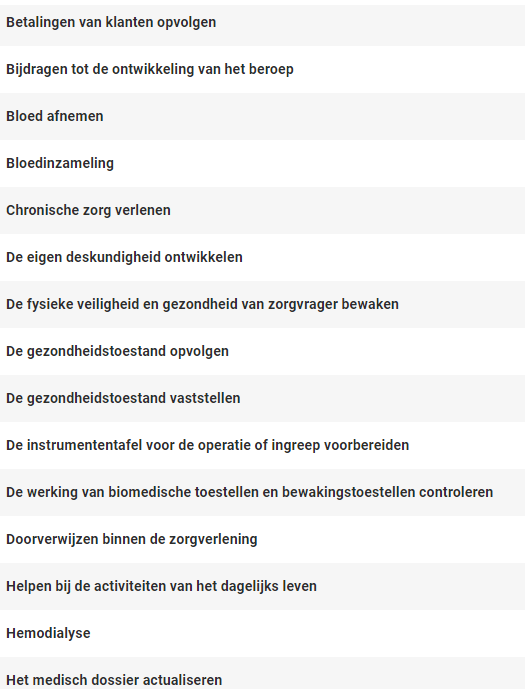 Betalingen van klanten opvolgen
Bijdragen tot de ontwikkeling van het beroep
Bloed afnemen
Bloedinzameling
Chronische zorg verlenen
De eigen deskundigheid ontwikkelen
De fysieke veiligheid en gezondheid van zorgvrager bewaken
De gezondheidstoestand opvolgen
De gezondheidstoestand vaststellen
De instrumententafel voor de operatie of ingreep voorbereiden
De werking van biomedische toestellen en bewakingstoestellen controleren
Doorverwijzen binnen de zorgverlening
Helpen bij de activiteiten van het dagelijks leven
Hemodialyse
Het medisch dossier actualiseren